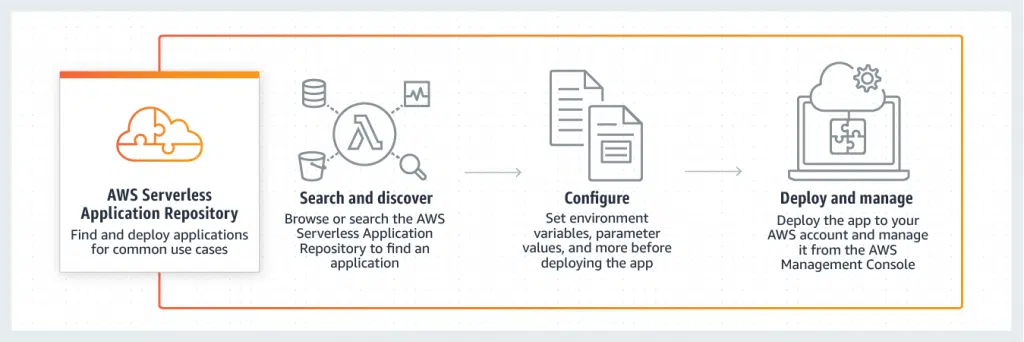 AWS Serverless
Application Repository
Find and deploy applications
for common use cases
Search and discover
Browse or search the AWS
Serverless Application
Repository to find an
application
Configure
Set environment
variables, parameter
values, and more before
deploying the app
Deploy and manage
Deploy the app to your
AWS account and manage
it from the AWS
Management Console